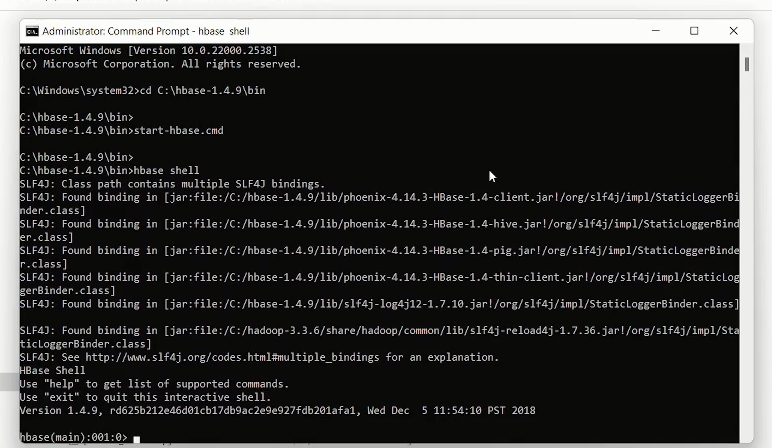 Administrator: Command Prompt - hbase shell
Microsoft Windows [Version 10.0.22000.2538]
(c) Microsoft Corporation. All rights reserved.
C:\Windows\system32>cd C:\hbase-1.4.9\bin
C:\hbase-1.4.9\bin>
C:\hbase-1.4.9\bin>start-hbase.cmd
C:\hbase-1.4.9\bin>
C:\hbase-1.4.9\bin>hbase shell
SLF4J: Class path contains multiple SLF4J bindings.
SLF4J: Found binding in [jar:file:/C:/hbase-1.4.9/lib/phoenix-4.14.3-HBase-1.4-client.jar!/org/slf4j/impl/StaticLoggerBi
nder.class]
SLF4J: Found binding in [jar:file:/C:/hbase-1.4.9/lib/phoenix-4.14.3-HBase-1.4-hive.jar!/org/slf4j/impl/StaticLoggerBind
er.class]
SLF4J: Found binding in [jar:file:/C:/hbase-1.4.9/lib/phoenix-4.14.3-HBase-1.4-pig.jar!/org/slf4j/impl/StaticLoggerBinde
r.class]
SLF4J: Found binding in [jar:file:/C:/hbase-1.4.9/lib/phoenix-4.14.3-HBase-1.4-thin-client.jar!/org/slf4j/impl/StaticLog
gerBinder.class]
SLF4J: Found binding in [jar:file:/C:/hbase-1.4.9/lib/slf4j-log4j12-1.7.10.jar!/org/slf4j/impl/StaticLoggerBinder.class]
SLF4J: Found binding in [jar:file:/C:/hadoop-3.3.6/share/hadoop/common/lib/slf4j-reload4j-1.7.36.jar!/org/slf4j/impl/Sta
ticLoggerBinder.class]
SLF4J: See http://www.slf4j.org/codes.html#multiple_bindings for an explanation.
HBase Shell
Use "help" to get list of supported commands.
Use "exit" to quit this interactive shell.
Version 1.4.9, rd625b212e46d01cb17db9ac2e9e927fdb201afa1, Wed Dec  5 11:54:10 PST 2018
hbase(main):001:0>